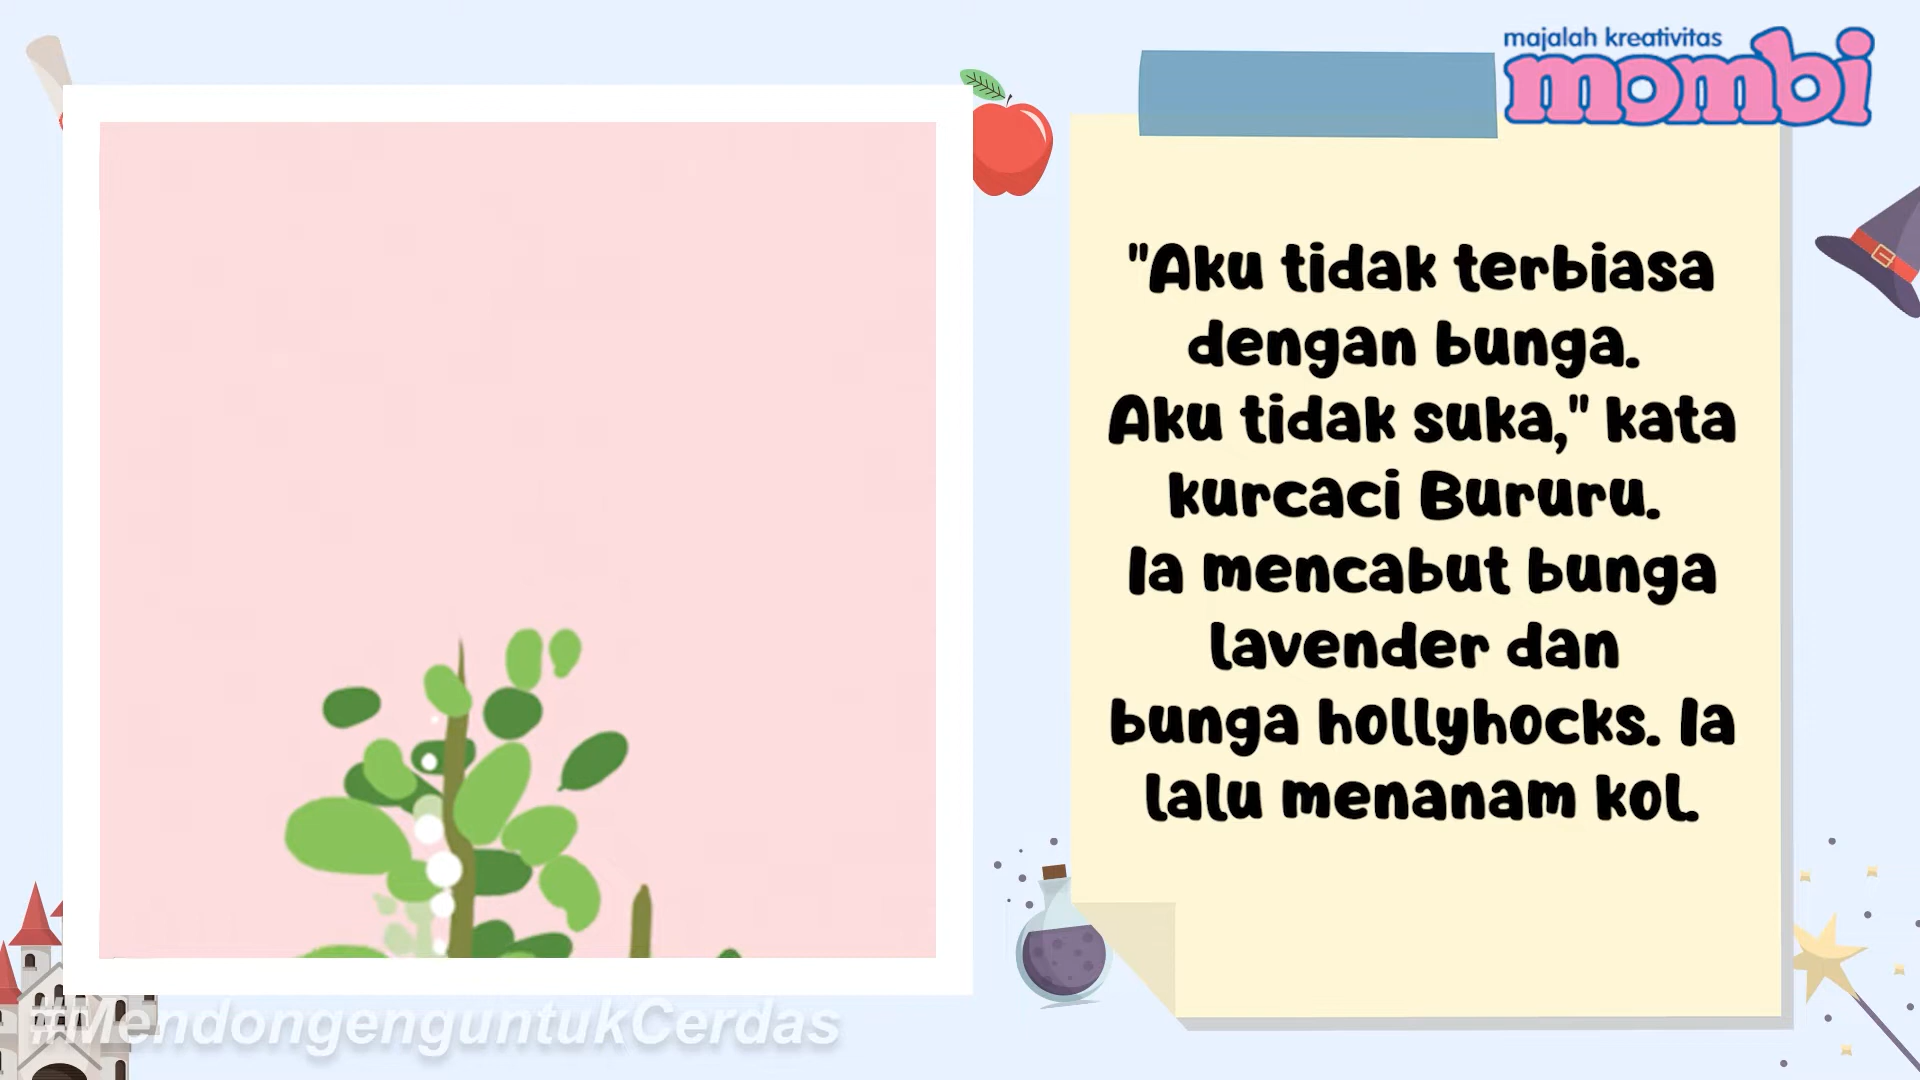 majalah kreativitas
mombi
"Aku tidak terbiasa
dengan bunga.
Aku tidak suka," kata
kurcaci Bururu.
Ia mencabut bunga
lavender dan
bunga hollyhocks. Ia
lalu menanam kol.
#MendongenguntukCerdas